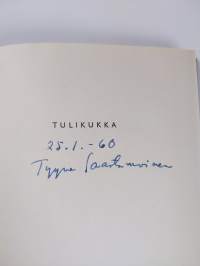 TULIKUKKA
25.1.-60
Tyyne Saastamoinen